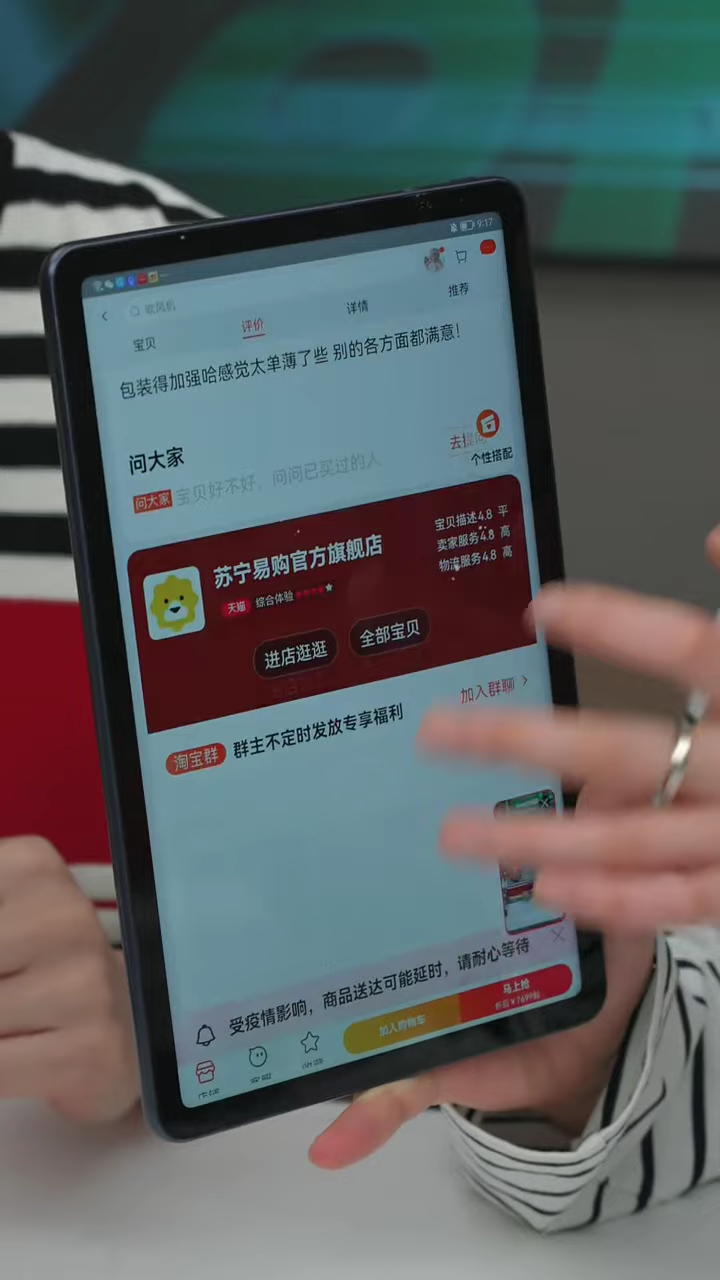 9:17
吹风机
宝贝
评价
详情
推荐
包装得加强哈感觉太单薄了些 别的各方面都满意!
问大家
去提问
问大家 宝贝好不好，问问已买过的人
个性搭配
苏宁易购官方旗舰店
天猫 综合体验
宝贝描述4.8 平
卖家服务4.8 高
物流服务4.8 高
进店逛逛
全部宝贝
加入群聊
淘宝群 群主不定时发放专享福利
受疫情影响，商品送达可能延时，请耐心等待
加入购物车
马上抢